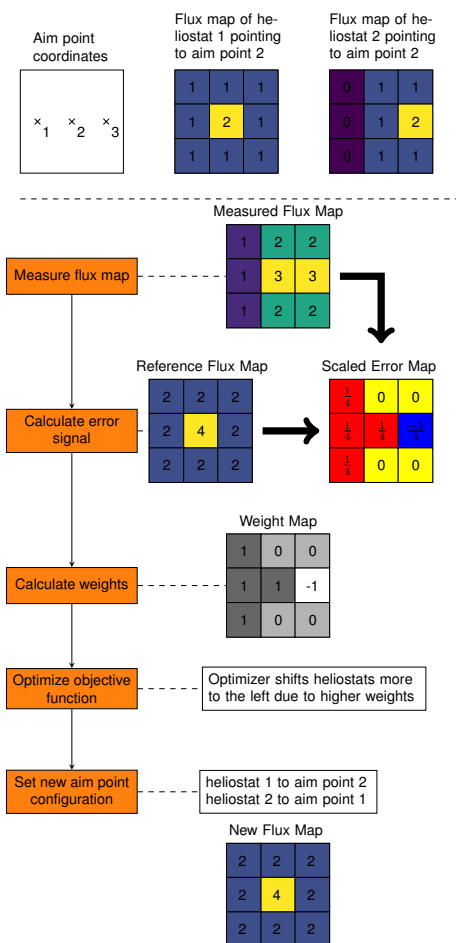 Aim point
coordinates
Flux map of he-
liostat 1 pointing
to aim point 2
Flux map of he-
liostat 2 pointing
to aim point 2
× 1 × 2 × 3
1 1 1
1 2 1
1 1 1
0 1 1
0 1 2
0 1 1
Measured Flux Map
Measure flux map
1 2 2
1 3 3
1 2 2
Reference Flux Map
Scaled Error Map
Calculate error
signal
2 2 2
2 4 2
2 2 2
1/4 0 0
1/4 1/4 -1/4
1/4 0 0
Weight Map
Calculate weights
1 0 0
1 1 -1
1 0 0
Optimize objective
function
Optimizer shifts heliostats more
to the left due to higher weights
Set new aim point
configuration
heliostat 1 to aim point 2
heliostat 2 to aim point 1
New Flux Map
2 2 2
2 4 2
2 2 2